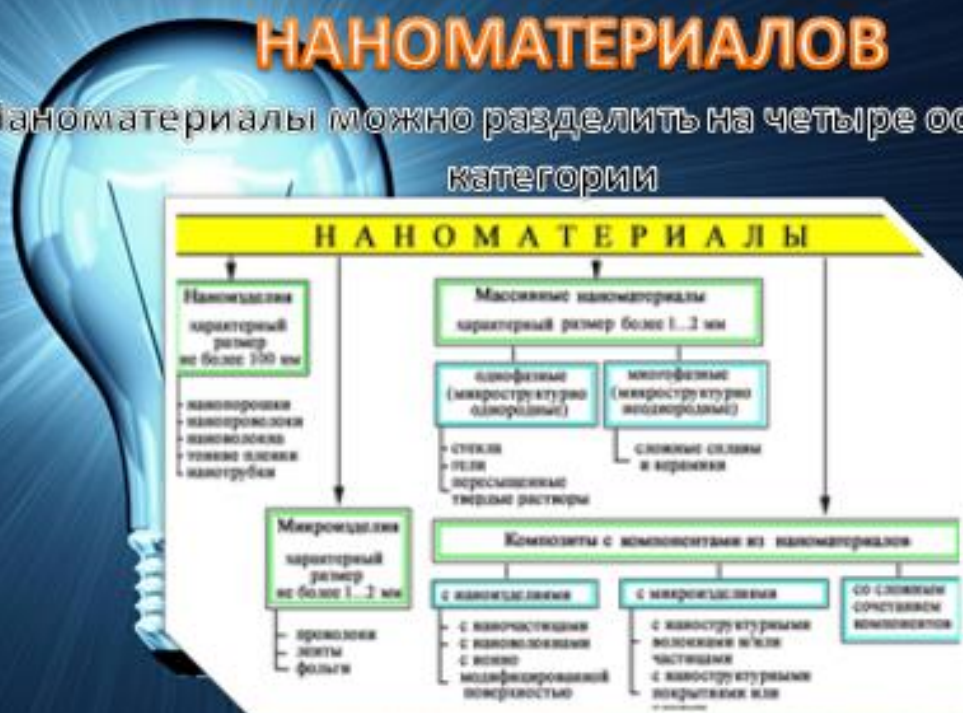 НАНОМАТЕРИАЛОВ
Наноматериалы можно разделить на четыре ос
категории
НАНОМАТЕРИАЛЫ
Наноизделия
характерный
размер
не более 100 нм
- нанопорошки
- нанопроволоки
- нановолокна
- тонкие пленки
- нанотрубки
Массивные наноматериалы
характерный размер более 1...2 мм
однофазные
(микроструктурно
однородные)
- стекла
- гели
- пересыщенные
твердые растворы
многофазные
(микроструктурно
неоднородные)
сложные сплавы
и керамики
Микроизделия
характерный
размер
не более 1...2 мм
- проволоки
- ленты
- фольги
Композиты с компонентами из наноматериалов
с наноизделиями
- с наночастицами
- с нановолокнами
с ионно
модифицированной
поверхностью
с микроизделиями
с наноструктурными
волокнами и/или
частицами
с наноструктурными
покрытиями или
со сложным
сочетанием
компонентов